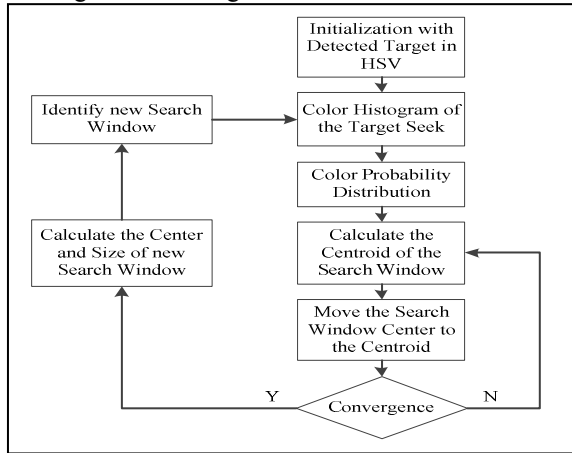 Initialization with
Detected Target in
HSV
Color Histogram of
the Target Seek
Color Probability
Distribution
Calculate the
Centroid of the
Search Window
Move the Search
Window Center to
the Centroid
Convergence
Y
N
Calculate the Center
and Size of new
Search Window
Identify new Search
Window